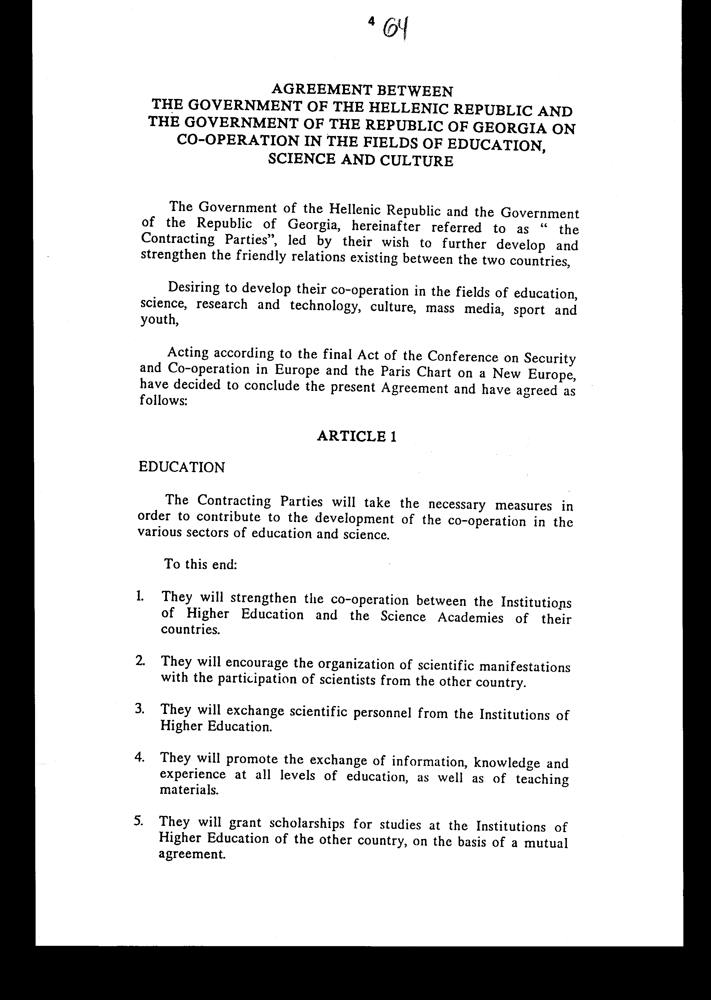 4 64
AGREEMENT BETWEEN
THE GOVERNMENT OF THE HELLENIC REPUBLIC AND
THE GOVERNMENT OF THE REPUBLIC OF GEORGIA ON
CO-OPERATION IN THE FIELDS OF EDUCATION,
SCIENCE AND CULTURE
The Government of the Hellenic Republic and the Government
of the Republic of Georgia, hereinafter referred to as “ the
Contracting Parties”, led by their wish to further develop and
strengthen the friendly relations existing between the two countries,
Desiring to develop their co-operation in the fields of education,
science, research and technology, culture, mass media, sport and
youth,
Acting according to the final Act of the Conference on Security
and Co-operation in Europe and the Paris Chart on a New Europe,
have decided to conclude the present Agreement and have agreed as
follows:
ARTICLE 1
EDUCATION
The Contracting Parties will take the necessary measures in
order to contribute to the development of the co-operation in the
various sectors of education and science.
To this end:
1. They will strengthen the co-operation between the Institutions
of Higher Education and the Science Academies of their
countries.
2. They will encourage the organization of scientific manifestations
with the participation of scientists from the other country.
3. They will exchange scientific personnel from the Institutions of
Higher Education.
4. They will promote the exchange of information, knowledge and
experience at all levels of education, as well as of teaching
materials.
5. They will grant scholarships for studies at the Institutions of
Higher Education of the other country, on the basis of a mutual
agreement.